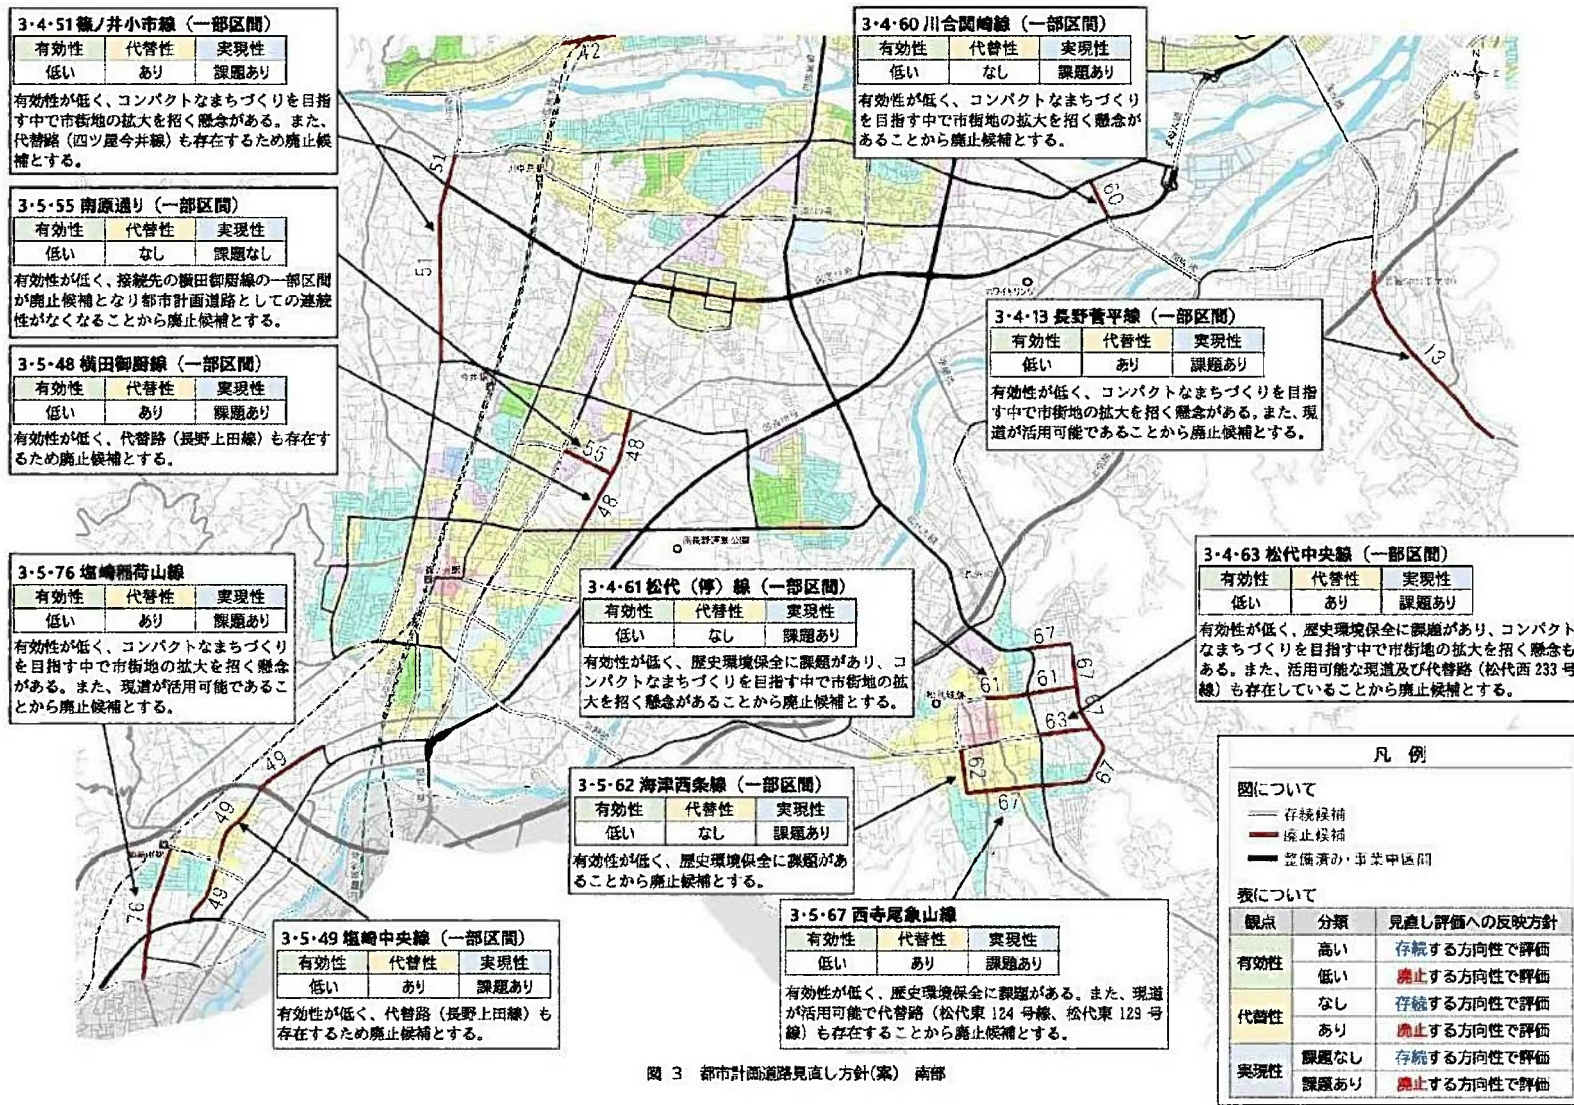 3・4・51 篠ノ井小市線（一部区間）
有効性 代替性 実現性
低い あり 課題あり
有効性が低く、コンパクトなまちづくりを目指
す中で市街地の拡大を招く懸念がある。また、
代替路（四ツ屋今井線）も存在するため廃止候
補とする。
3・5・55 南原通り（一部区間）
有効性 代替性 実現性
低い なし 課題なし
有効性が低く、接続先の横田御厨線の一部区間
が廃止候補となり都市計画道路としての連続
性がなくなることから廃止候補とする。
3・5・48 横田御厨線（一部区間）
有効性 代替性 実現性
低い あり 課題あり
有効性が低く、代替路（長野上田線）も存在す
るため廃止候補とする。
3・5・76 塩崎稲荷山線
有効性 代替性 実現性
低い あり 課題あり
有効性が低く、コンパクトなまちづくり
を目指す中で市街地の拡大を招く懸念
がある。また、現道が活用可能であるこ
とから廃止候補とする。
3・4・60 川合関崎線（一部区間）
有効性 代替性 実現性
低い なし 課題あり
有効性が低く、コンパクトなまちづくり
を目指す中で市街地の拡大を招く懸念が
あることから廃止候補とする。
3・4・13 長野菅平線（一部区間）
有効性 代替性 実現性
低い あり 課題あり
有効性が低く、コンパクトなまちづくりを目指
す中で市街地の拡大を招く懸念がある。また、現
道が活用可能であることから廃止候補とする。
3・4・61 松代（停）線（一部区間）
有効性 代替性 実現性
低い なし 課題あり
有効性が低く、歴史環境保全に課題があり、コ
ンパクトなまちづくりを目指す中で市街地の拡
大を招く懸念があることから廃止候補とする。
3・4・63 松代中央線（一部区間）
有効性 代替性 実現性
低い あり 課題あり
有効性が低く、歴史環境保全に課題があり、コンパクト
なまちづくりを目指す中で市街地の拡大を招く懸念も
ある。また、活用可能な現道及び代替路（松代西 233 号
線）も存在していることから廃止候補とする。
3・5・62 海津西条線（一部区間）
有効性 代替性 実現性
低い なし 課題あり
有効性が低く、歴史環境保全に課題があ
ることから廃止候補とする。
3・5・49 塩崎中央線（一部区間）
有効性 代替性 実現性
低い あり 課題あり
有効性が低く、代替路（長野上田線）も
存在するため廃止候補とする。
3・5・67 西寺尾象山線
有効性 代替性 実現性
低い あり 課題あり
有効性が低く、歴史環境保全に課題がある。また、現道
が活用可能で代替路（松代東 124 号線、松代東 129 号
線）も存在することから廃止候補とする。
42
51
51
60
13
55
48
48
49
49
49
76
67
67
67
67
67
61
61
63
62
川中島駅
今井駅
ホワイトリング
南長野運動公園
松代城跡
N
凡 例
図について
存続候補
廃止候補
整備済み・事業中区間
表について
観点 分類 見直し評価への反映方針
有効性 高い 存続する方向性で評価
低い 廃止する方向性で評価
代替性 なし 存続する方向性で評価
あり 廃止する方向性で評価
実現性 課題なし 存続する方向性で評価
課題あり 廃止する方向性で評価
図 3 都市計画道路見直し方針(案) 南部